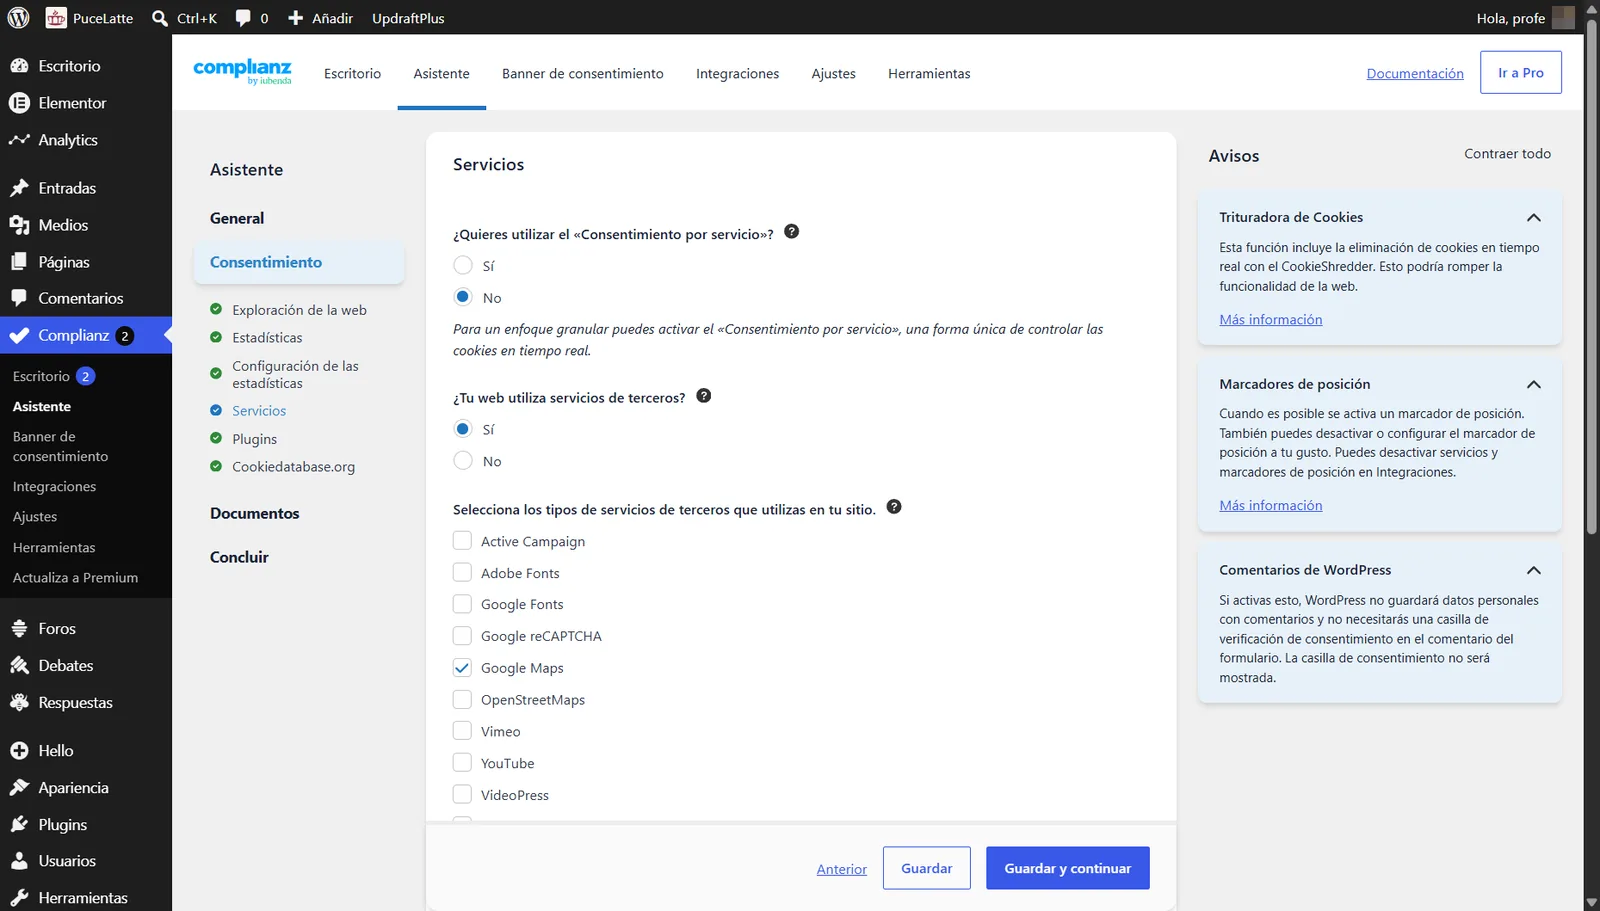 PuceLatte
Ctrl+K
0
Añadir
UpdraftPlus
Hola, profe
Escritorio
Elementor
Analytics
Entradas
Medios
Páginas
Comentarios
Complianz 2
Escritorio 2
Asistente
Banner de
consentimiento
Integraciones
Ajustes
Herramientas
Actualiza a Premium
Foros
Debates
Respuestas
Hello
Apariencia
Plugins
Usuarios
Herramientas
complianz
by iubenda
Escritorio
Asistente
Banner de consentimiento
Integraciones
Ajustes
Herramientas
Documentación
Ir a Pro
Asistente
General
Consentimiento
Exploración de la web
Estadísticas
Configuración de las
estadísticas
Servicios
Plugins
Cookiedatabase.org
Documentos
Concluir
Servicios
¿Quieres utilizar el «Consentimiento por servicio»? ?
Sí
No
Para un enfoque granular puedes activar el «Consentimiento por servicio», una forma única de controlar las
cookies en tiempo real.
¿Tu web utiliza servicios de terceros? ?
Sí
No
Selecciona los tipos de servicios de terceros que utilizas en tu sitio. ?
Active Campaign
Adobe Fonts
Google Fonts
Google reCAPTCHA
Google Maps
OpenStreetMaps
Vimeo
YouTube
VideoPress
Anterior
Guardar
Guardar y continuar
Avisos
Contraer todo
Trituradora de Cookies
Esta función incluye la eliminación de cookies en tiempo
real con el CookieShredder. Esto podría romper la
funcionalidad de la web.
Más información
Marcadores de posición
Cuando es posible se activa un marcador de posición.
También puedes desactivar o configurar el marcador de
posición a tu gusto. Puedes desactivar servicios y
marcadores de posición en Integraciones.
Más información
Comentarios de WordPress
Si activas esto, WordPress no guardará datos personales
con comentarios y no necesitarás una casilla de
verificación de consentimiento en el comentario del
formulario. La casilla de consentimiento no será
mostrada.